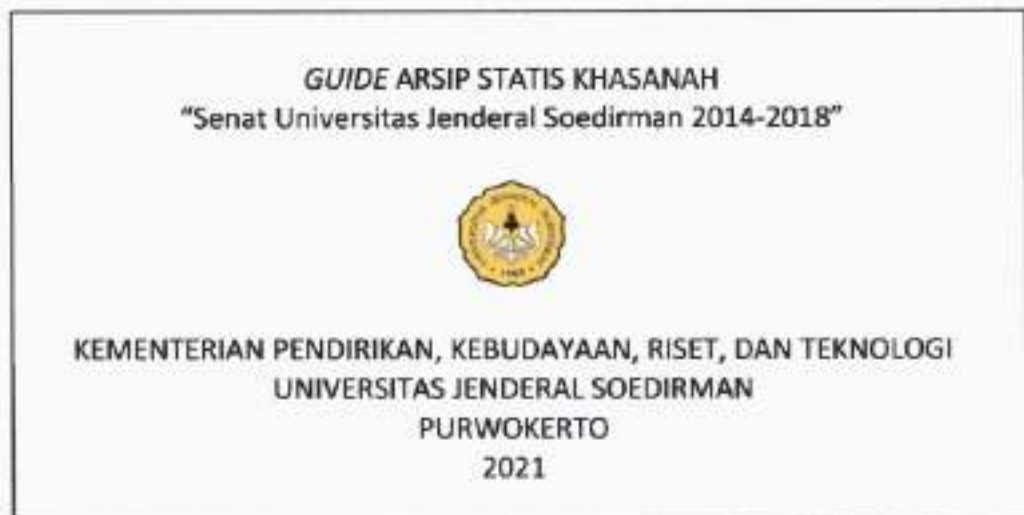 GUIDE ARSIP STATIS KHASANAH
"Senat Universitas Jenderal Soedirman 2014-2018"
KEMENTERIAN PENDIRIKAN, KEBUDAYAAN, RISET, DAN TEKNOLOGI
UNIVERSITAS JENDERAL SOEDIRMAN
PURWOKERTO
2021